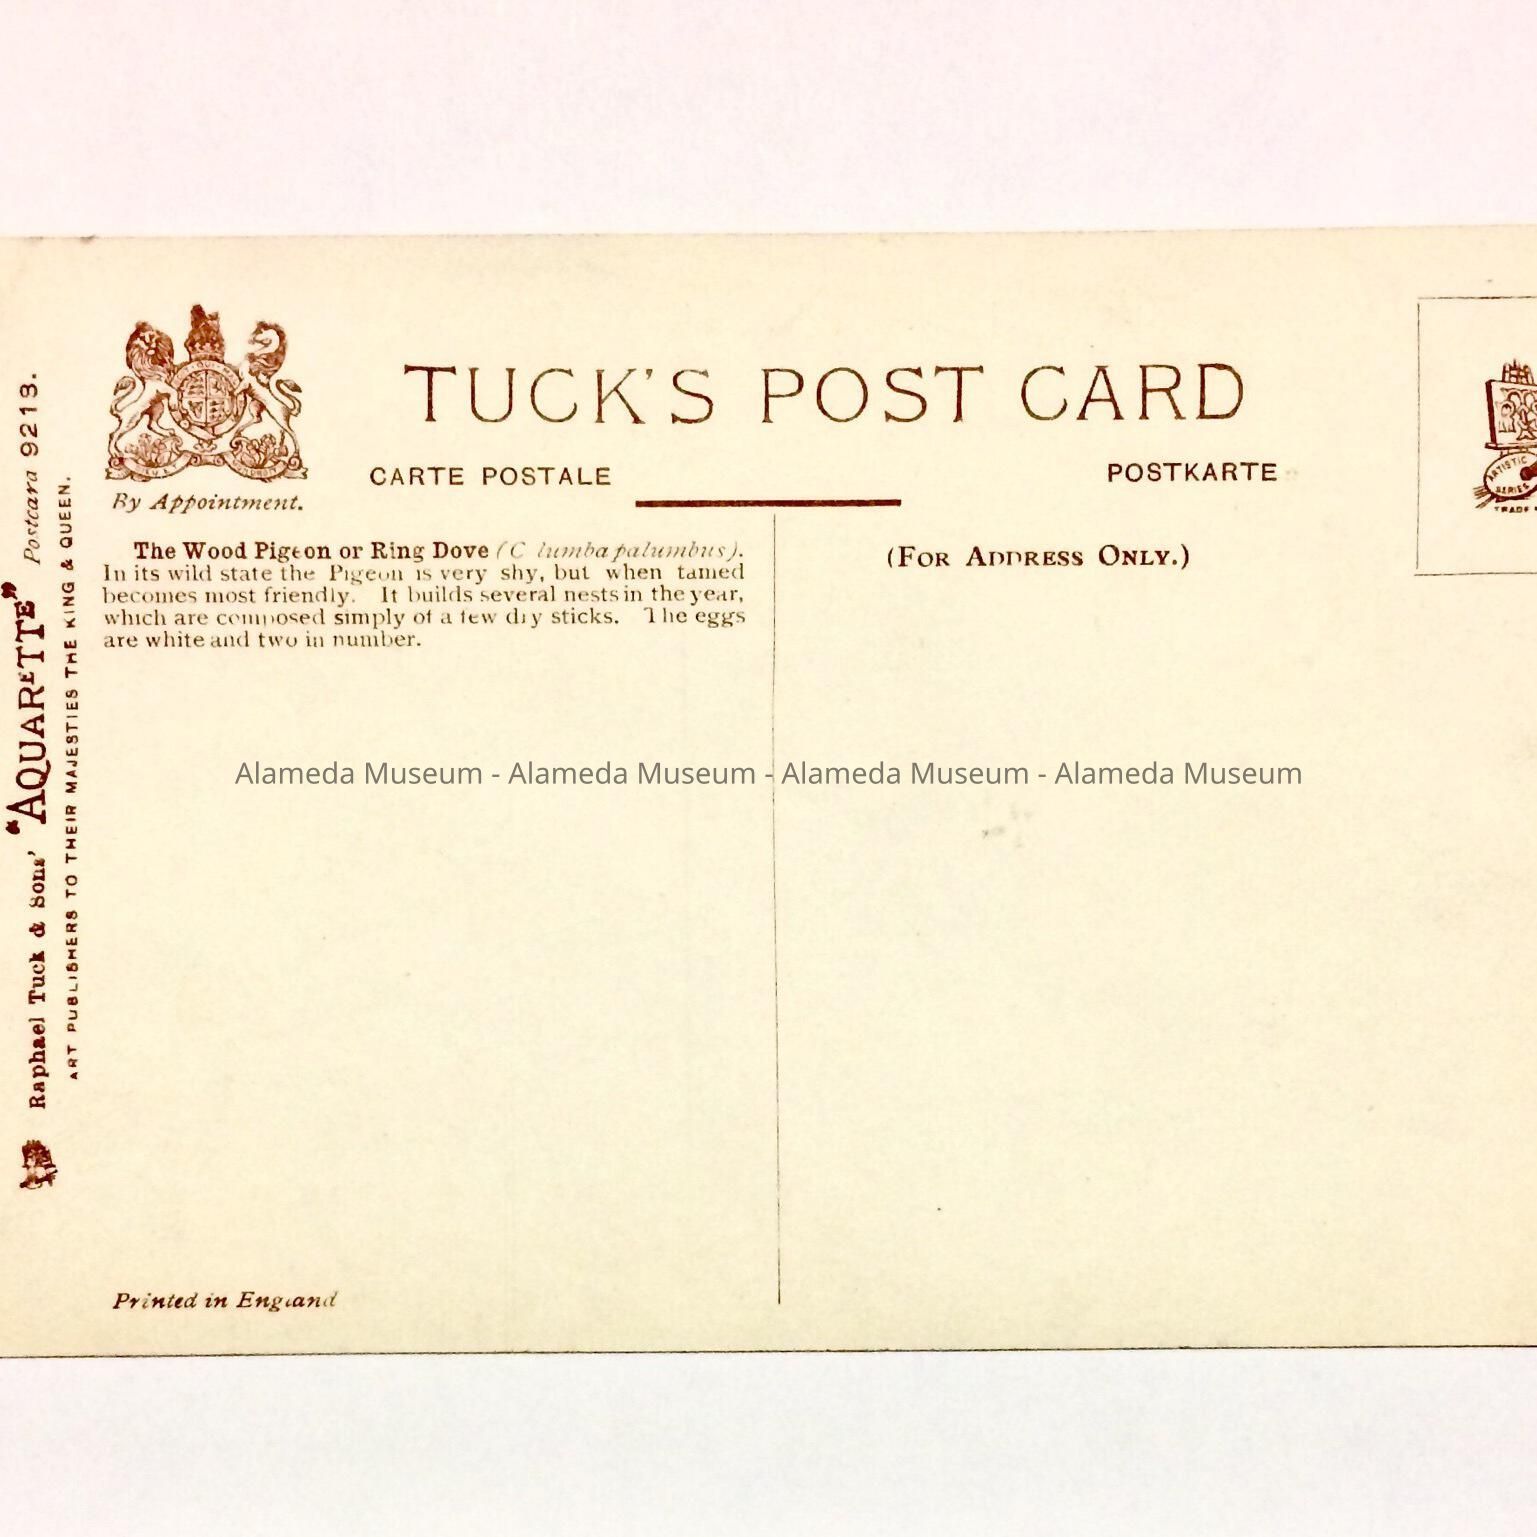 TUCK'S POST CARD
CARTE POSTALE
POSTKARTE
By Appointment.
The Wood Pigeon or Ring Dove (C lumba palumbus).
In its wild state the Pigeon is very shy, but when tamed
becomes most friendly. It builds several nests in the year,
which are composed simply of a few dry sticks. The eggs
are white and two in number.
(FOR ADDRESS ONLY.)
ARTISTIC
SERIES
TRADE
Raphael Tuck & Sons' "AQUARETTE" Postcard 9213.
ART PUBLISHERS TO THEIR MAJESTIES THE KING & QUEEN.
Alameda Museum - Alameda Museum - Alameda Museum - Alameda Museum
Printed in England